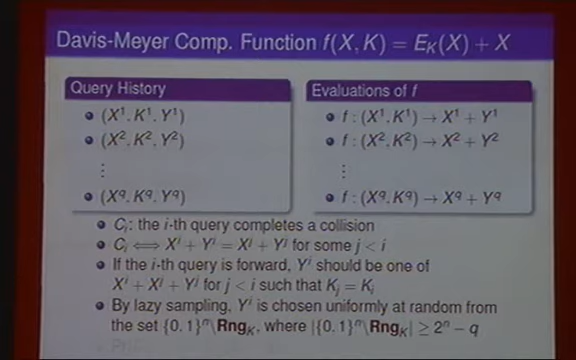 Davis-Meyer Comp. Function f(X, K) = E_K(X) + X
Query History
(X¹, K¹, Y¹)
(X², K², Y²)
⋮
(X^q, K^q, Y^q)
Evaluations of f
f : (X¹, K¹) → X¹ + Y¹
f : (X², K²) → X² + Y²
⋮
f : (X^q, K^q) → X^q + Y^q
C_i: the i-th query completes a collision
C_i ⟺ X^i + Y^i = X^j + Y^j for some j < i
If the i-th query is forward, Y^i should be one of
X^i + X^j + Y^j for j < i such that K_j = K_i
By lazy sampling, Y^i is chosen uniformly at random from
the set {0, 1}^n\Rng_K, where |{0, 1}^n\Rng_K| ≥ 2^n − q